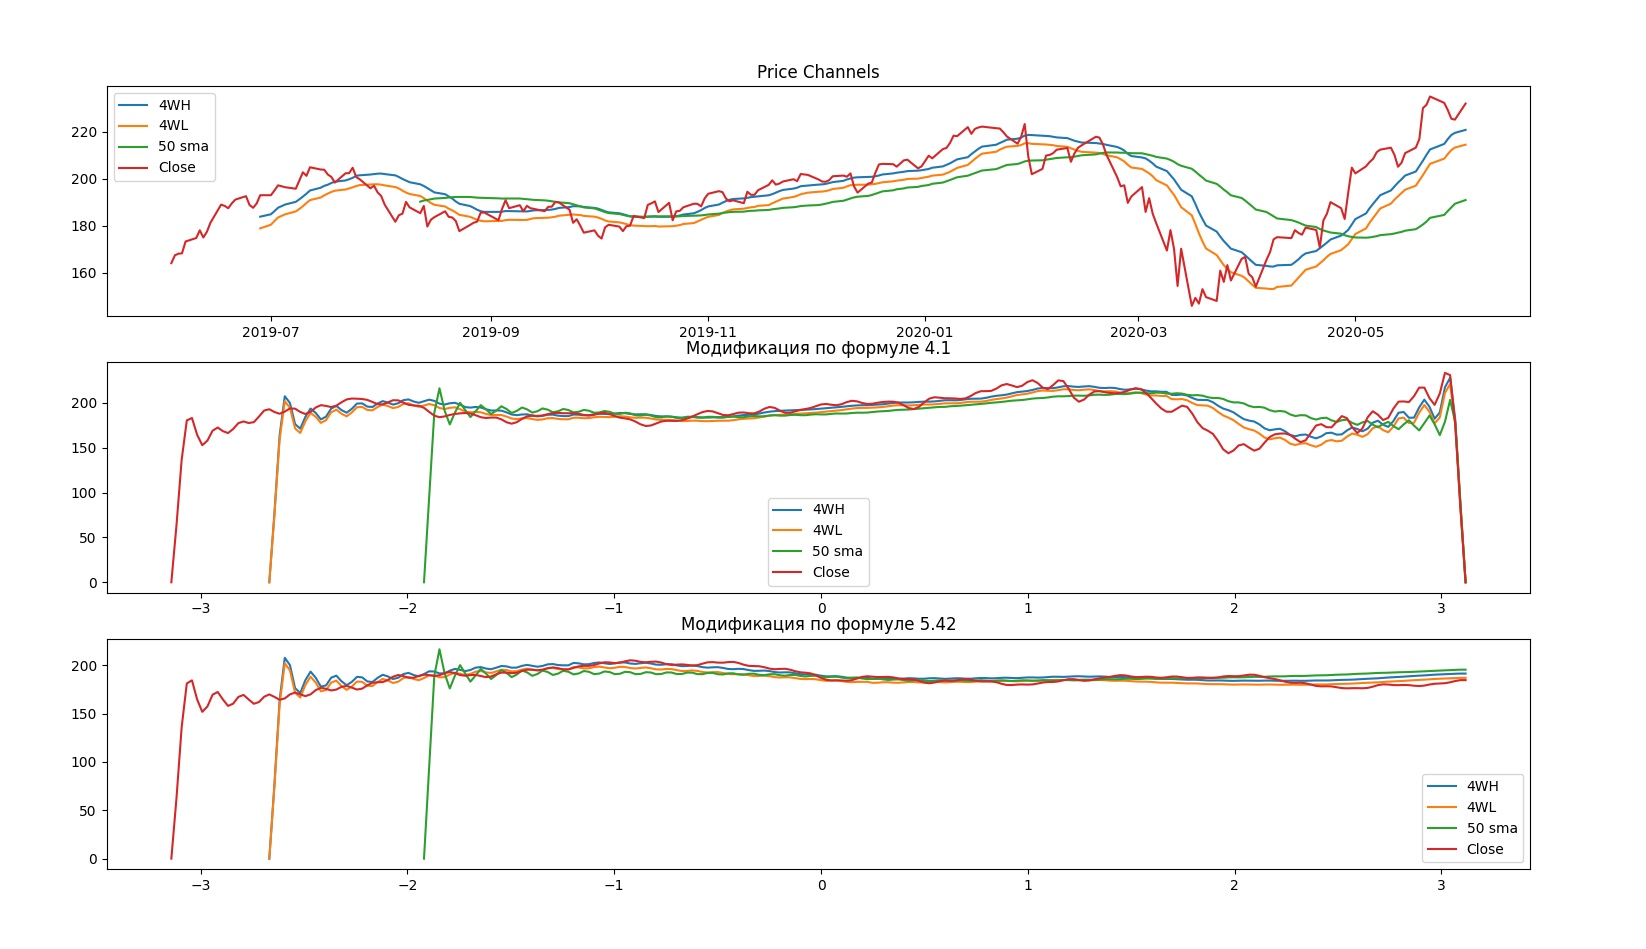 Price Channels
4WH
4WL
50 sma
Close
220
200
180
160
2019-07 2019-09 2019-11 2020-01 2020-03 2020-05
Модификация по формуле 4.1
200
150
100
50
0
4WH
4WL
50 sma
Close
−3 −2 −1 0 1 2 3
Модификация по формуле 5.42
200
150
100
50
0
4WH
4WL
50 sma
Close
−3 −2 −1 0 1 2 3